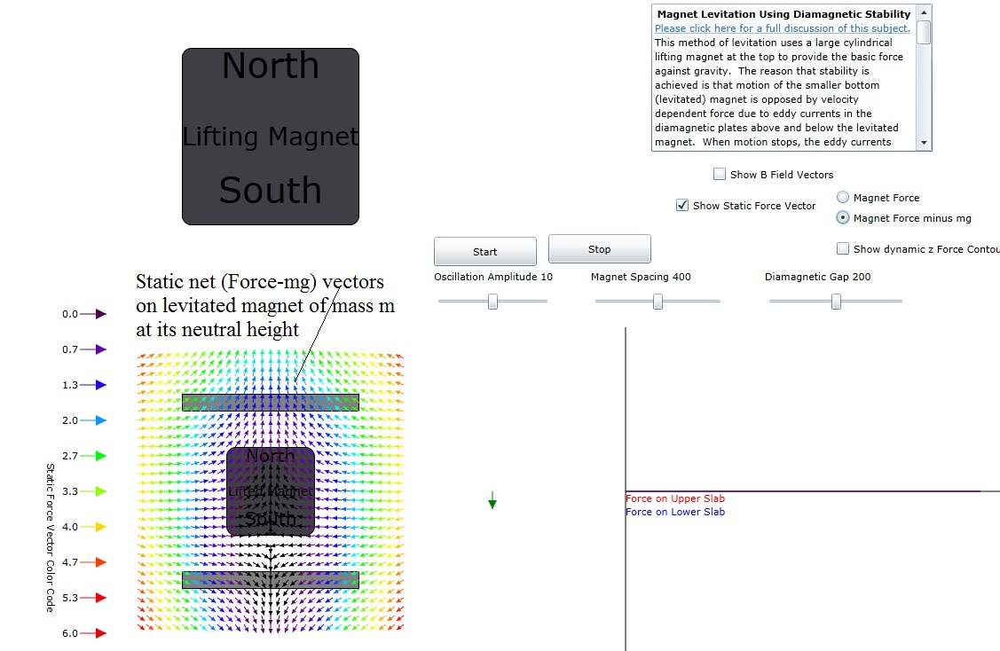 North
Lifting Magnet
South
Magnet Levitation Using Diamagnetic Stability
Please click here for a full discussion of this subject.
This method of levitation uses a large cylindrical
lifting magnet at the top to provide the basic force
against gravity. The reason that stability is
achieved is that motion of the smaller bottom
(levitated) magnet is opposed by velocity
dependent force due to eddy currents in the
diamagnetic plates above and below the levitated
magnet. When motion stops, the eddy currents
Show B Field Vectors
Show Static Force Vector
Magnet Force
Magnet Force minus mg
Show dynamic z Force Contou
Start
Stop
Oscillation Amplitude 10
Magnet Spacing 400
Diamagnetic Gap 200
Static net (Force-mg) vectors
on levitated magnet of mass m
at its neutral height
0.0
0.7
1.3
2.0
2.7
3.3
4.0
4.7
5.3
6.0
Static Force Vector Color Code
North
Lifted Magnet
South
Force on Upper Slab
Force on Lower Slab